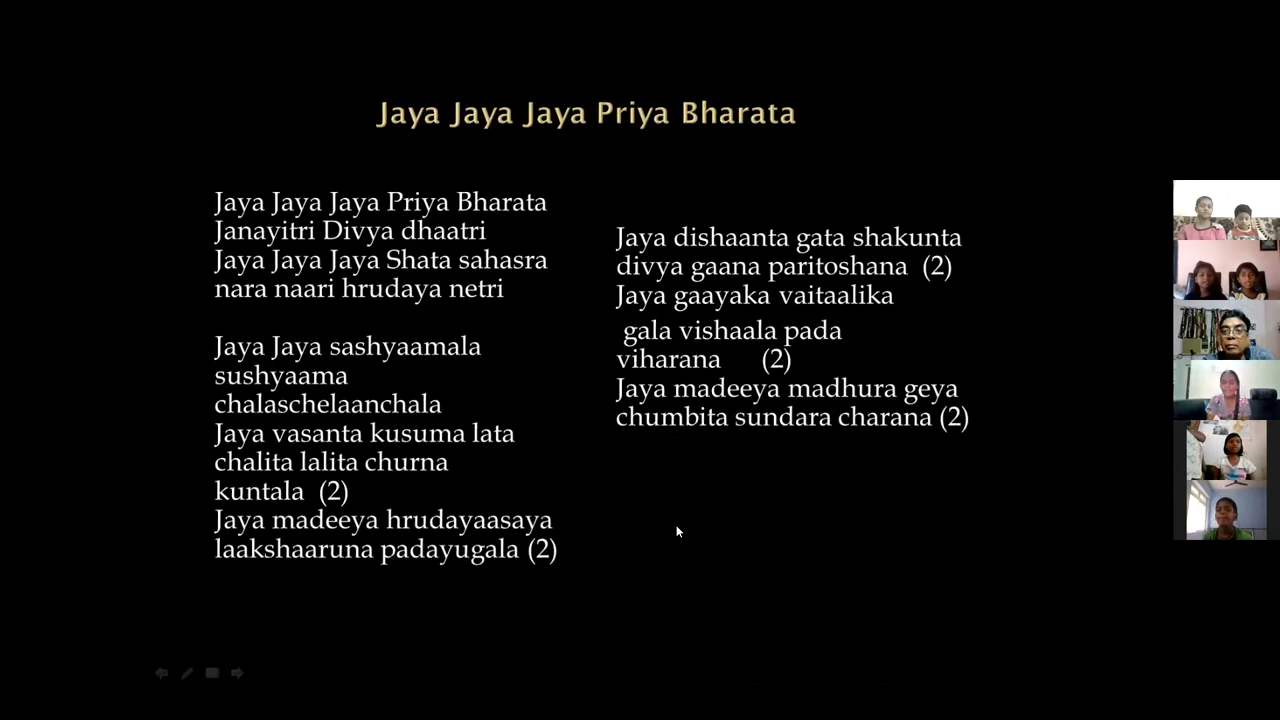 Jaya Jaya Jaya Priya Bharata
Jaya Jaya Jaya Priya Bharata
Janayitri Divya dhaatri
Jaya Jaya Jaya Shata sahasra
nara naari hrudaya netri
Jaya Jaya sashyaamala
sushyaama
chalaschelaanchala
Jaya vasanta kusuma lata
chalita lalita churna
kuntala (2)
Jaya madeeya hrudayaasaya
laakshaaruna padayugala (2)
Jaya dishaanta gata shakunta
divya gaana paritoshana (2)
Jaya gaayaka vaitaalika
gala vishaala pada
viharana (2)
Jaya madeeya madhura geya
chumbita sundara charana (2)